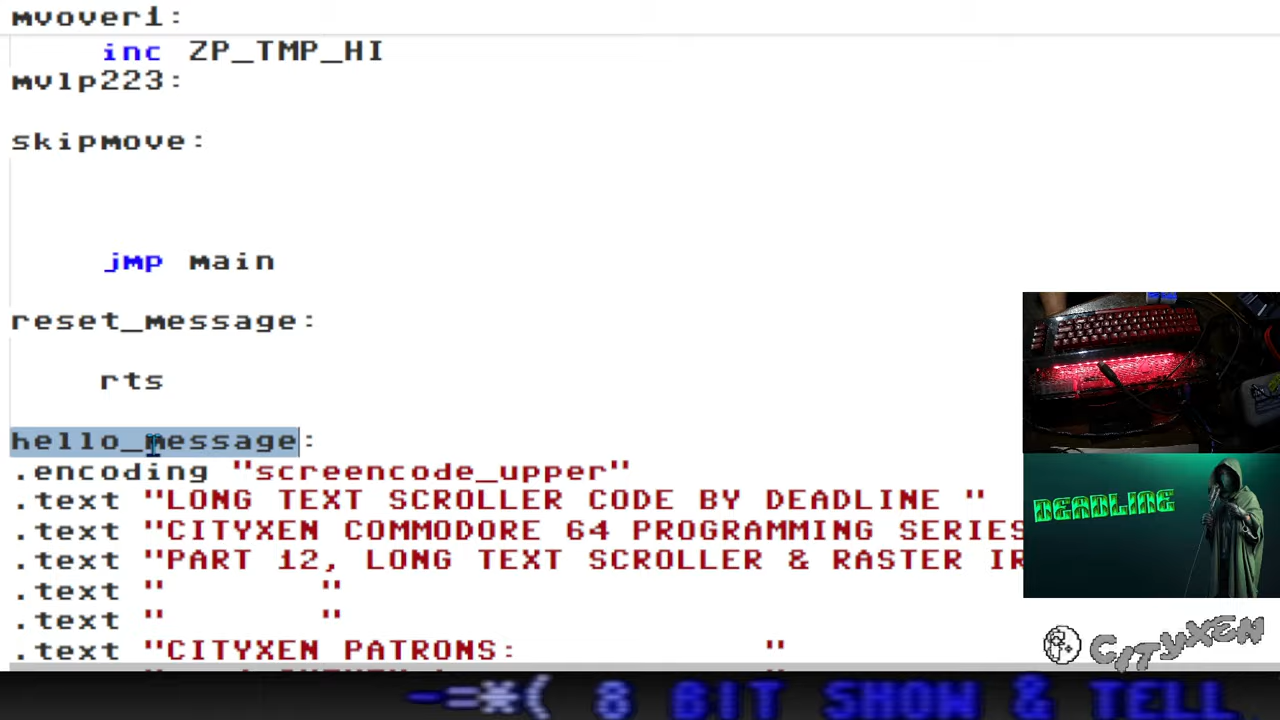 mvover1:
inc ZP_TMP_HI
mvlp223:
skipmove:
jmp main
reset_message:
rts
hello_message:
.encoding "screencode_upper"
.text "LONG TEXT SCROLLER CODE BY DEADLINE "
.text "CITYXEN COMMODORE 64 PROGRAMMING SERIES
.text "PART 12, LONG TEXT SCROLLER & RASTER IR
.text "        "
.text "        "
.text "CITYXEN PATRONS:            "
DEADLINE
CITYXEN
-=*( 8 BIT SHOW & TELL